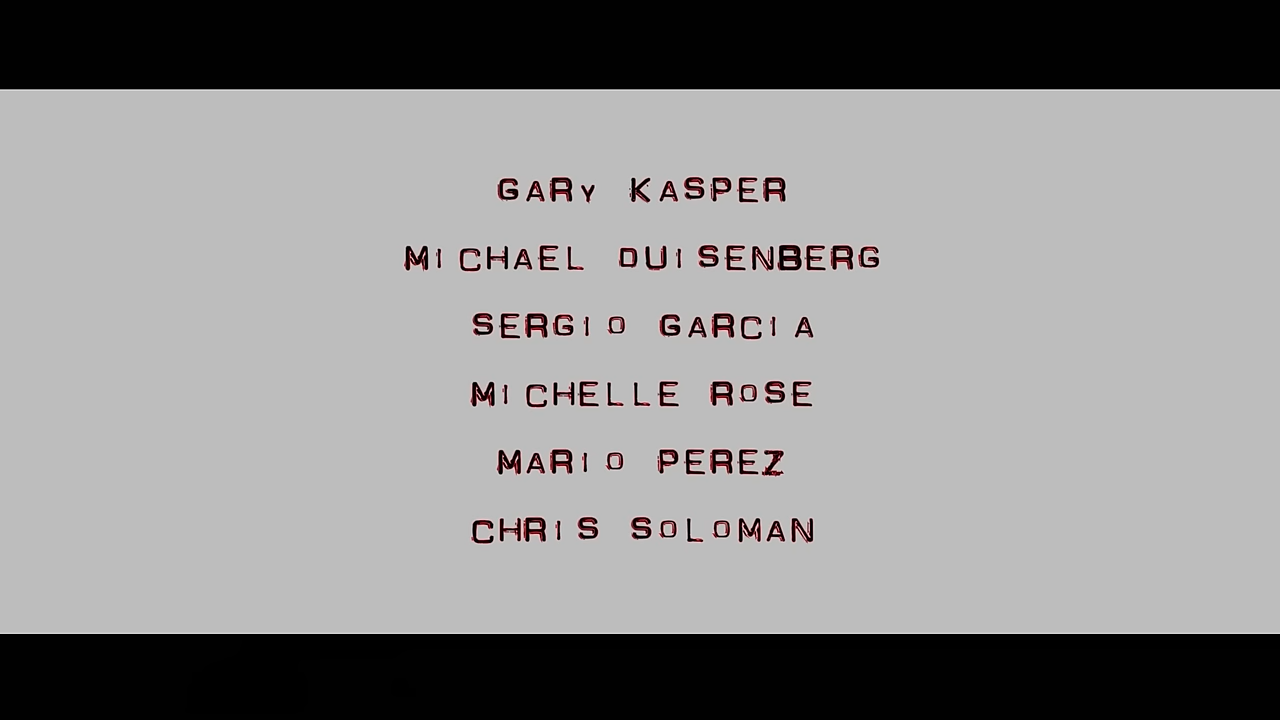 GARY KASPER
MICHAEL DUISENBERG
SERGIO GARCIA
MICHELLE ROSE
MARIO PEREZ
CHRIS SOLOMAN